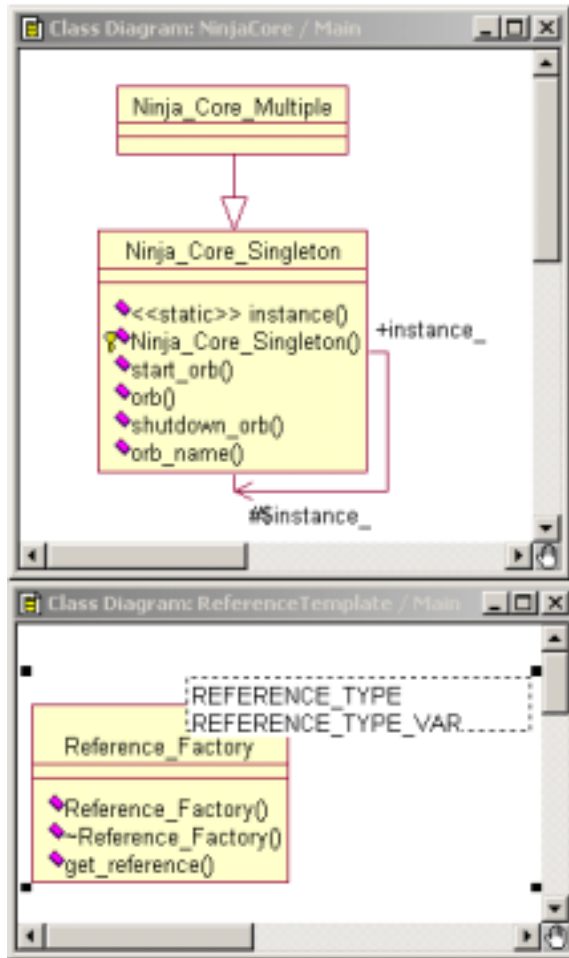 Class Diagram: NinjaCore / Main
Ninja_Core_Multiple
Ninja_Core_Singleton
<<static>> instance()
Ninja_Core_Singleton()
start_orb()
orb()
shutdown_orb()
orb_name()
+instance_
#$instance_
Class Diagram: ReferenceTemplate / Main
REFERENCE_TYPE
REFERENCE_TYPE_VAR
Reference_Factory
Reference_Factory()
~Reference_Factory()
get_reference()